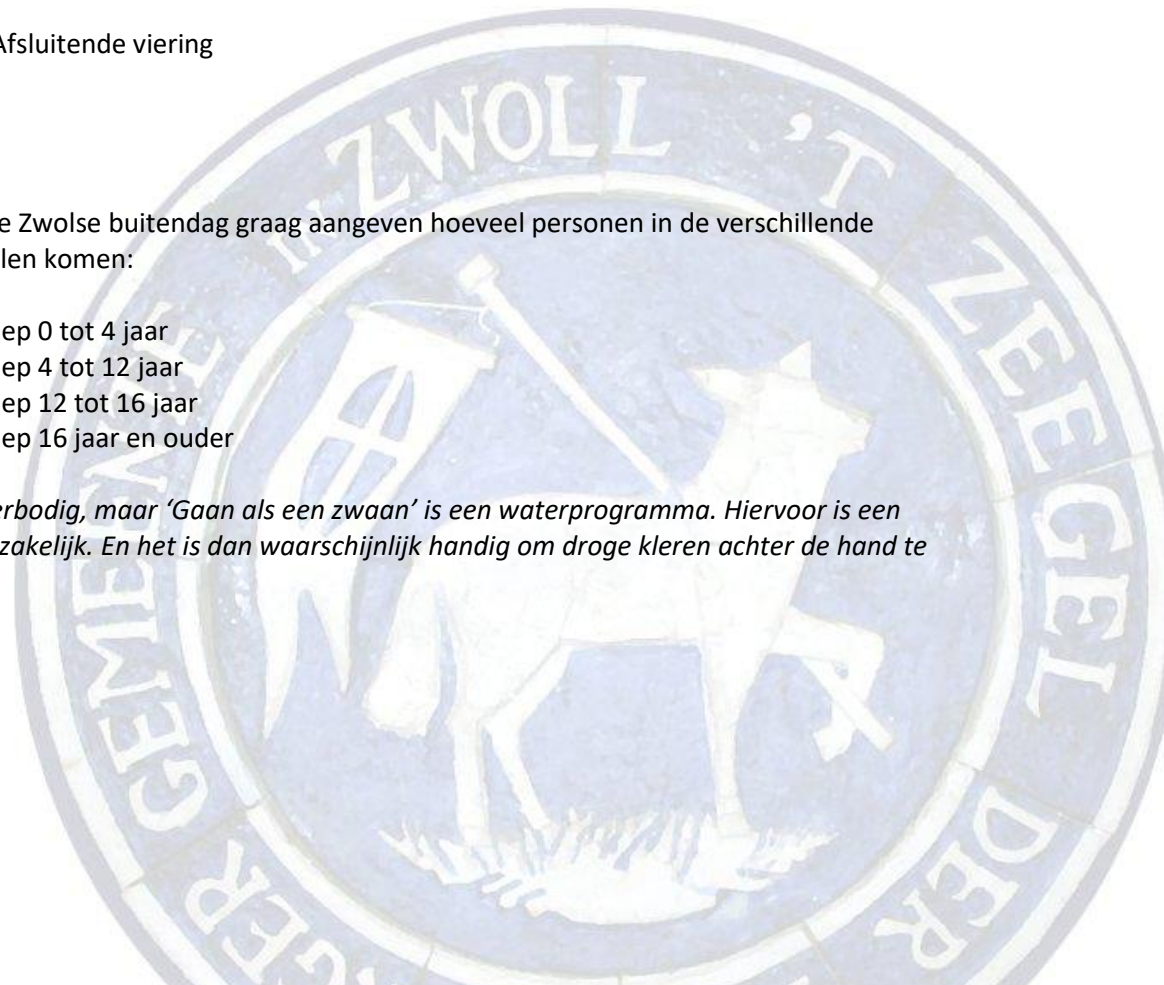 Afsluitende viering
e Zwolse buitendag graag aangeven hoeveel personen in de verschillende
len komen:
ep 0 tot 4 jaar
ep 4 tot 12 jaar
ep 12 tot 16 jaar
ep 16 jaar en ouder
erbodig, maar ‘Gaan als een zwaan’ is een waterprogramma. Hiervoor is een
zakelijk. En het is dan waarschijnlijk handig om droge kleren achter de hand te
GEMEENTE IN ZWOLL 'T ZEEGEL DER